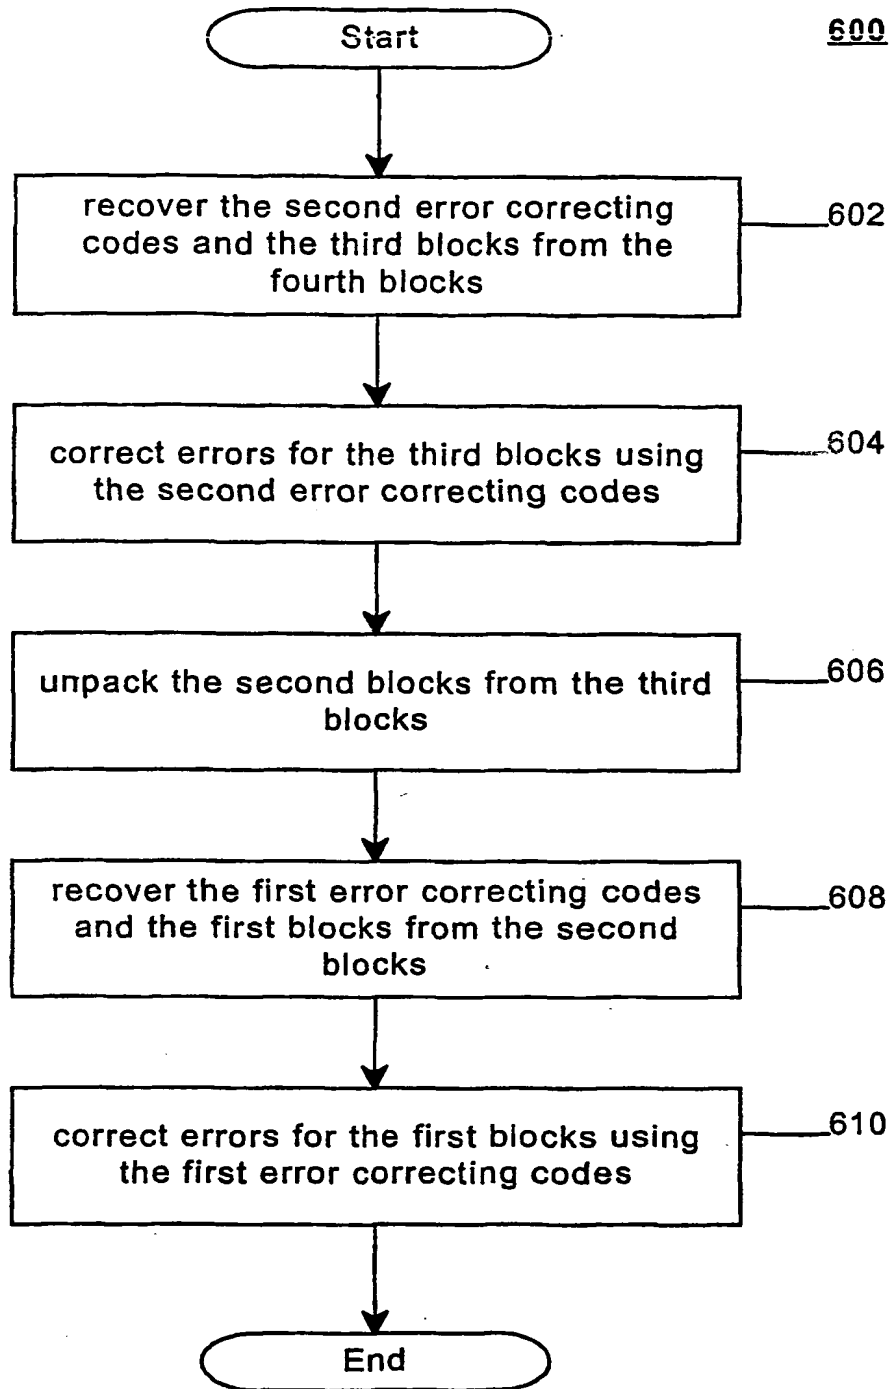 Start
600
recover the second error correcting
codes and the third blocks from the
fourth blocks
602
correct errors for the third blocks using
the second error correcting codes
604
unpack the second blocks from the third
blocks
606
recover the first error correcting codes
and the first blocks from the second
blocks
608
correct errors for the first blocks using
the first error correcting codes
610
End